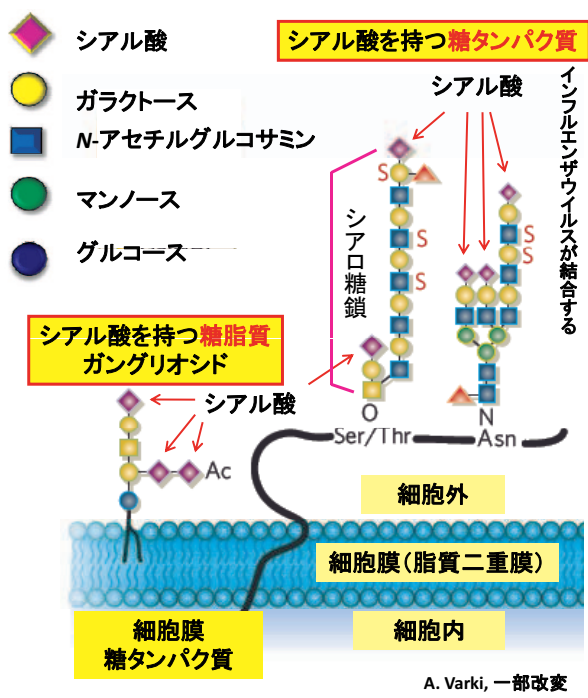 シアル酸
ガラクトース
N-アセチルグルコサミン
マンノース
グルコース
シアル酸を持つ糖タンパク質
シアル酸
インフルエンザウイルスが結合する
S
S
S
S
S
シアロ糖鎖
シアル酸を持つ糖脂質
ガングリオシド
シアル酸
Ac
O
N
Ser/Thr
Asn
細胞外
細胞膜(脂質二重膜)
細胞内
細胞膜
糖タンパク質
A. Varki, 一部改変